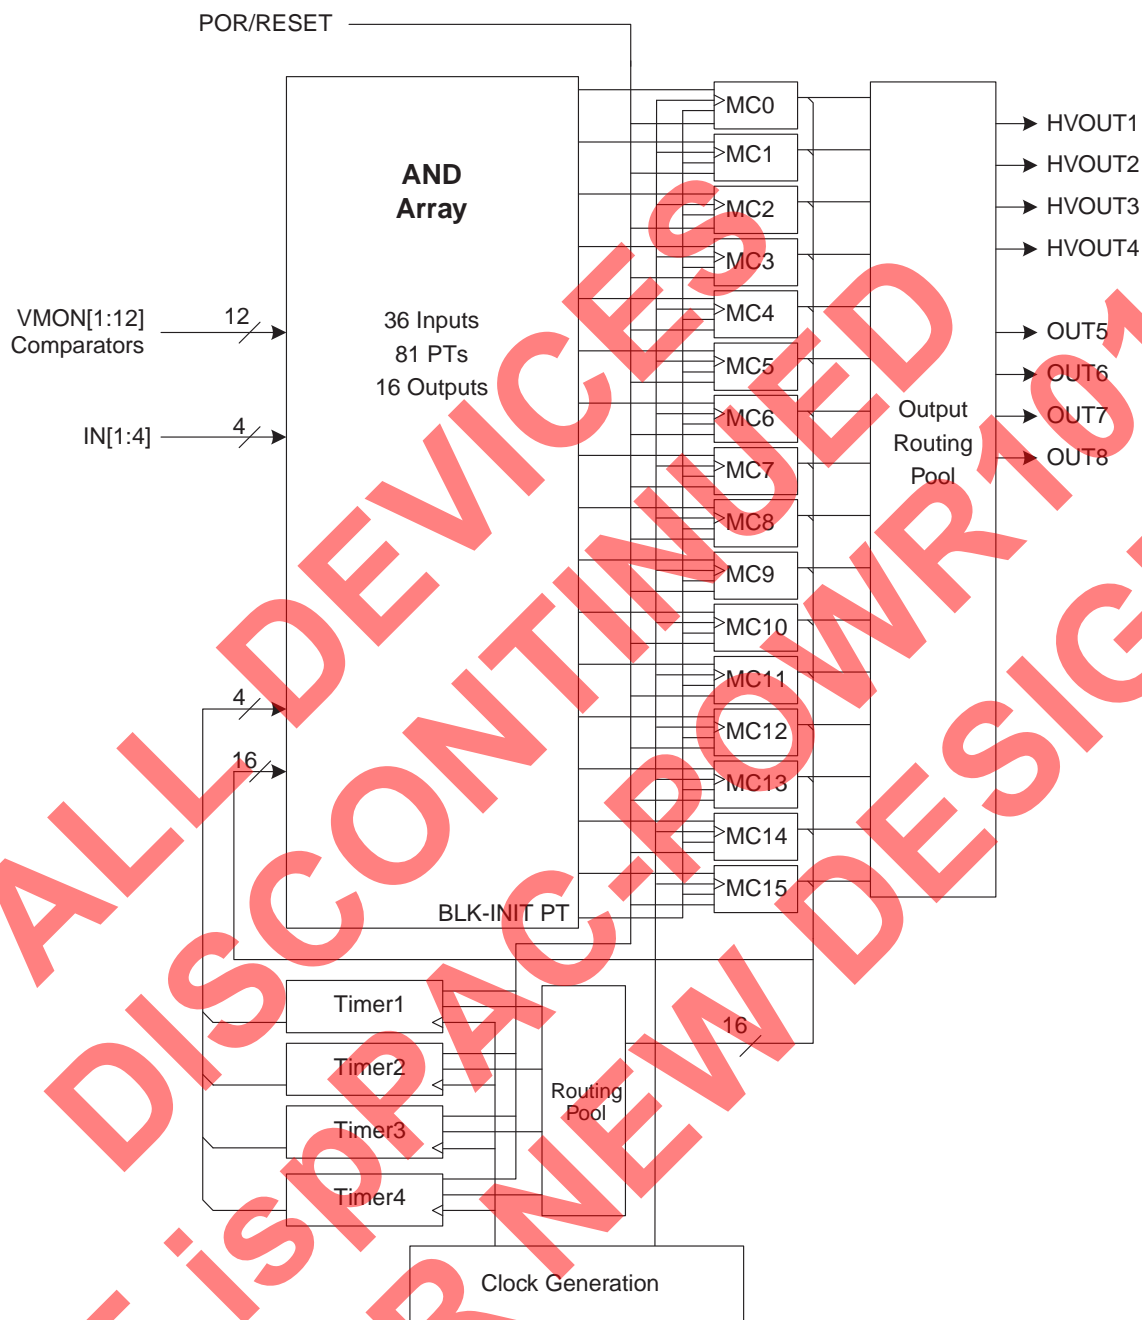 POR/RESET
AND
Array
36 Inputs
81 PTs
16 Outputs
VMON[1:12]
Comparators
12
IN[1:4]
4
4
16
BLK-INIT PT
MC0
MC1
MC2
MC3
MC4
MC5
MC6
MC7
MC8
MC9
MC10
MC11
MC12
MC13
MC14
MC15
Output
Routing
Pool
HVOUT1
HVOUT2
HVOUT3
HVOUT4
OUT5
OUT6
OUT7
OUT8
Timer1
Timer2
Timer3
Timer4
Routing
Pool
16
Clock Generation
ALL DEVICES
DISCONTINUED
ispPAC-POWR101
NEW DESIG